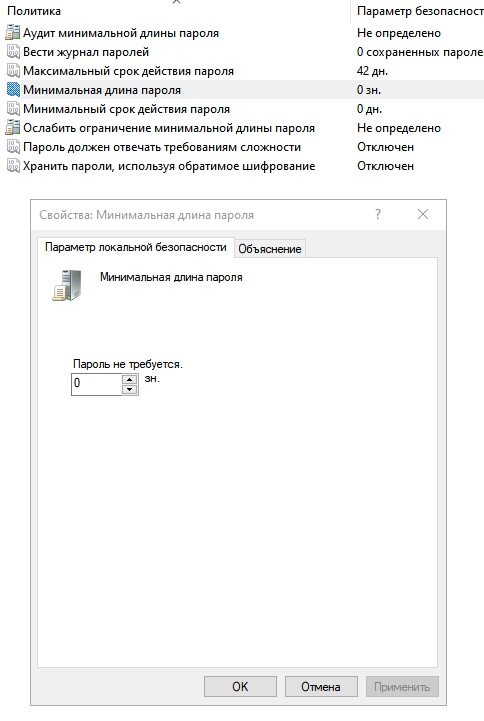 Политика Параметр безопасност
Аудит минимальной длины пароля Не определено
Вести журнал паролей 0 сохраненных пароле
Максимальный срок действия пароля 42 дн.
Минимальная длина пароля 0 зн.
Минимальный срок действия пароля 0 дн.
Ослабить ограничение минимальной длины пароля Не определено
Пароль должен отвечать требованиям сложности Отключен
Хранить пароли, используя обратимое шифрование Отключен
Свойства: Минимальная длина пароля ?
Параметр локальной безопасности Объяснение
Минимальная длина пароля
Пароль не требуется.
0 зн.
OK Отмена Применить